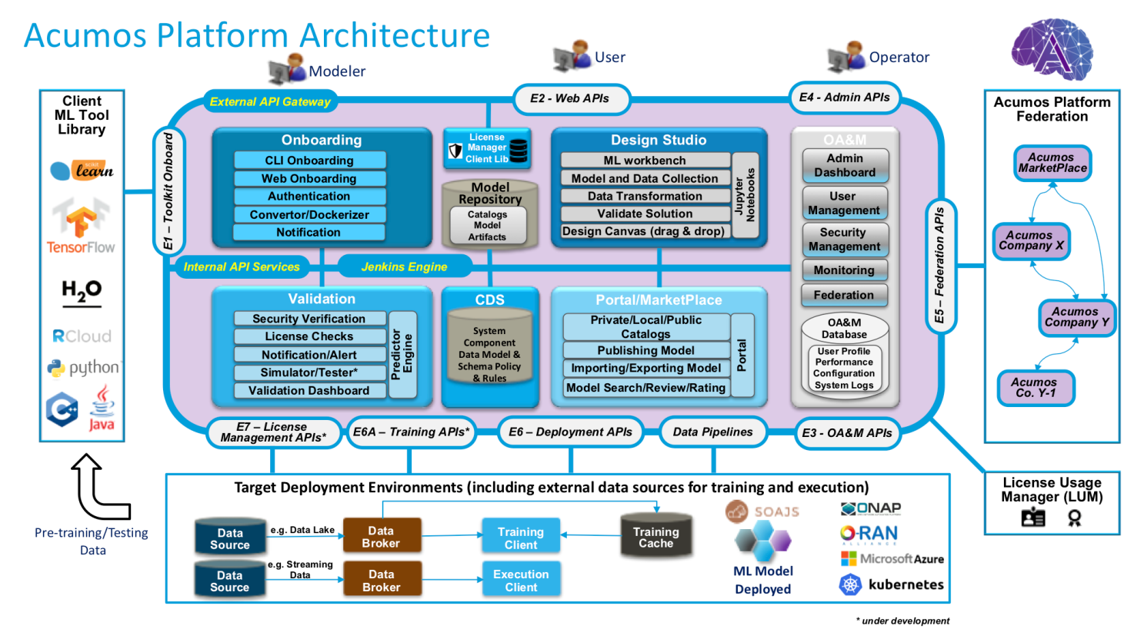 Acumos Platform Architecture
Modeler
User
Operator
A
Client
ML Tool
Library
learn
TensorFlow
H2O
RCloud
python
C++
Java
Pre-training/Testing
Data
E1 – Toolkit Onboard
External API Gateway
E2 - Web APIs
E4 - Admin APIs
Onboarding
CLI Onboarding
Web Onboarding
Authentication
Convertor/Dockerizer
Notification
License
Manager
Client Lib
Model
Repository
Catalogs
Model
Artifacts
Design Studio
ML workbench
Model and Data Collection
Data Transformation
Validate Solution
Design Canvas (drag & drop)
Jupyter
Notebooks
OA&M
Admin
Dashboard
User
Management
Security
Management
Monitoring
Federation
OA&M
Database
User Profile
Performance
Configuration
System Logs
Internal API Services
Jenkins Engine
Validation
Security Verification
License Checks
Notification/Alert
Simulator/Tester*
Validation Dashboard
Predictor
Engine
CDS
System
Component
Data Model &
Schema Policy
& Rules
Portal/MarketPlace
Private/Local/Public
Catalogs
Publishing Model
Importing/Exporting Model
Model Search/Review/Rating
Portal
E5 – Federation APIs
E7 – License
Management APIs*
E6A – Training APIs*
E6 – Deployment APIs
Data Pipelines
E3 - OA&M APIs
Acumos Platform
Federation
Acumos
MarketPlace
Acumos
Company X
Acumos
Company Y
Acumos
Co. Y-1
License Usage
Manager (LUM)
Target Deployment Environments (including external data sources for training and execution)
Data
Source
e.g. Data Lake
Data
Broker
Training
Client
Training
Cache
Data
Source
e.g. Streaming
Data
Data
Broker
Execution
Client
SOAJS
ML Model
Deployed
ONAP
O-RAN
ALLIANCE
Microsoft Azure
kubernetes
* under development